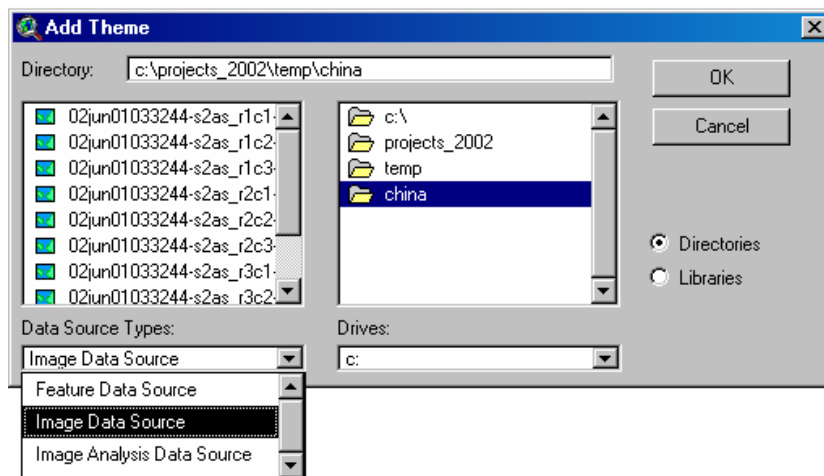 Add Theme
Directory: c:\projects_2002\temp\china
OK
Cancel
02jun01033244-s2as_r1c1-
02jun01033244-s2as_r1c2-
02jun01033244-s2as_r1c3-
02jun01033244-s2as_r2c1-
02jun01033244-s2as_r2c2-
02jun01033244-s2as_r2c3-
02jun01033244-s2as_r3c1-
02jun01033244-s2as_r3c2-
c:\
projects_2002
temp
china
Directories
Libraries
Data Source Types:
Image Data Source
Drives:
c:
Feature Data Source
Image Data Source
Image Analysis Data Source